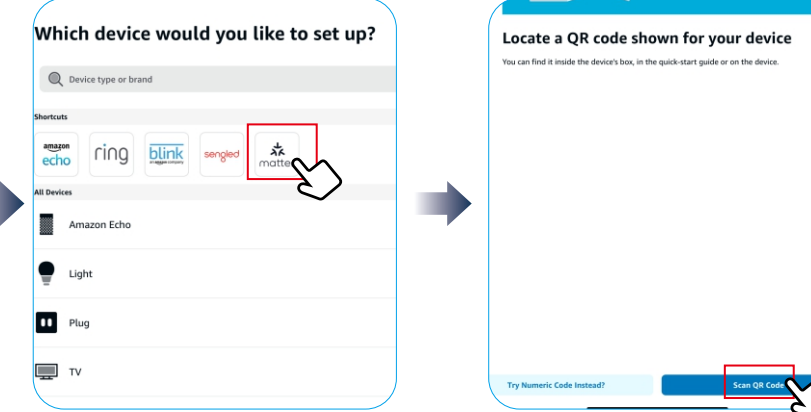 Which device would you like to set up?
Device type or brand
Shortcuts
amazon echo
ring
blink
an amazon company
sengled
matter
All Devices
Amazon Echo
Light
Plug
TV
Locate a QR code shown for your device
You can find it inside the device's box, in the quick-start guide or on the device.
Try Numeric Code Instead?
Scan QR Code